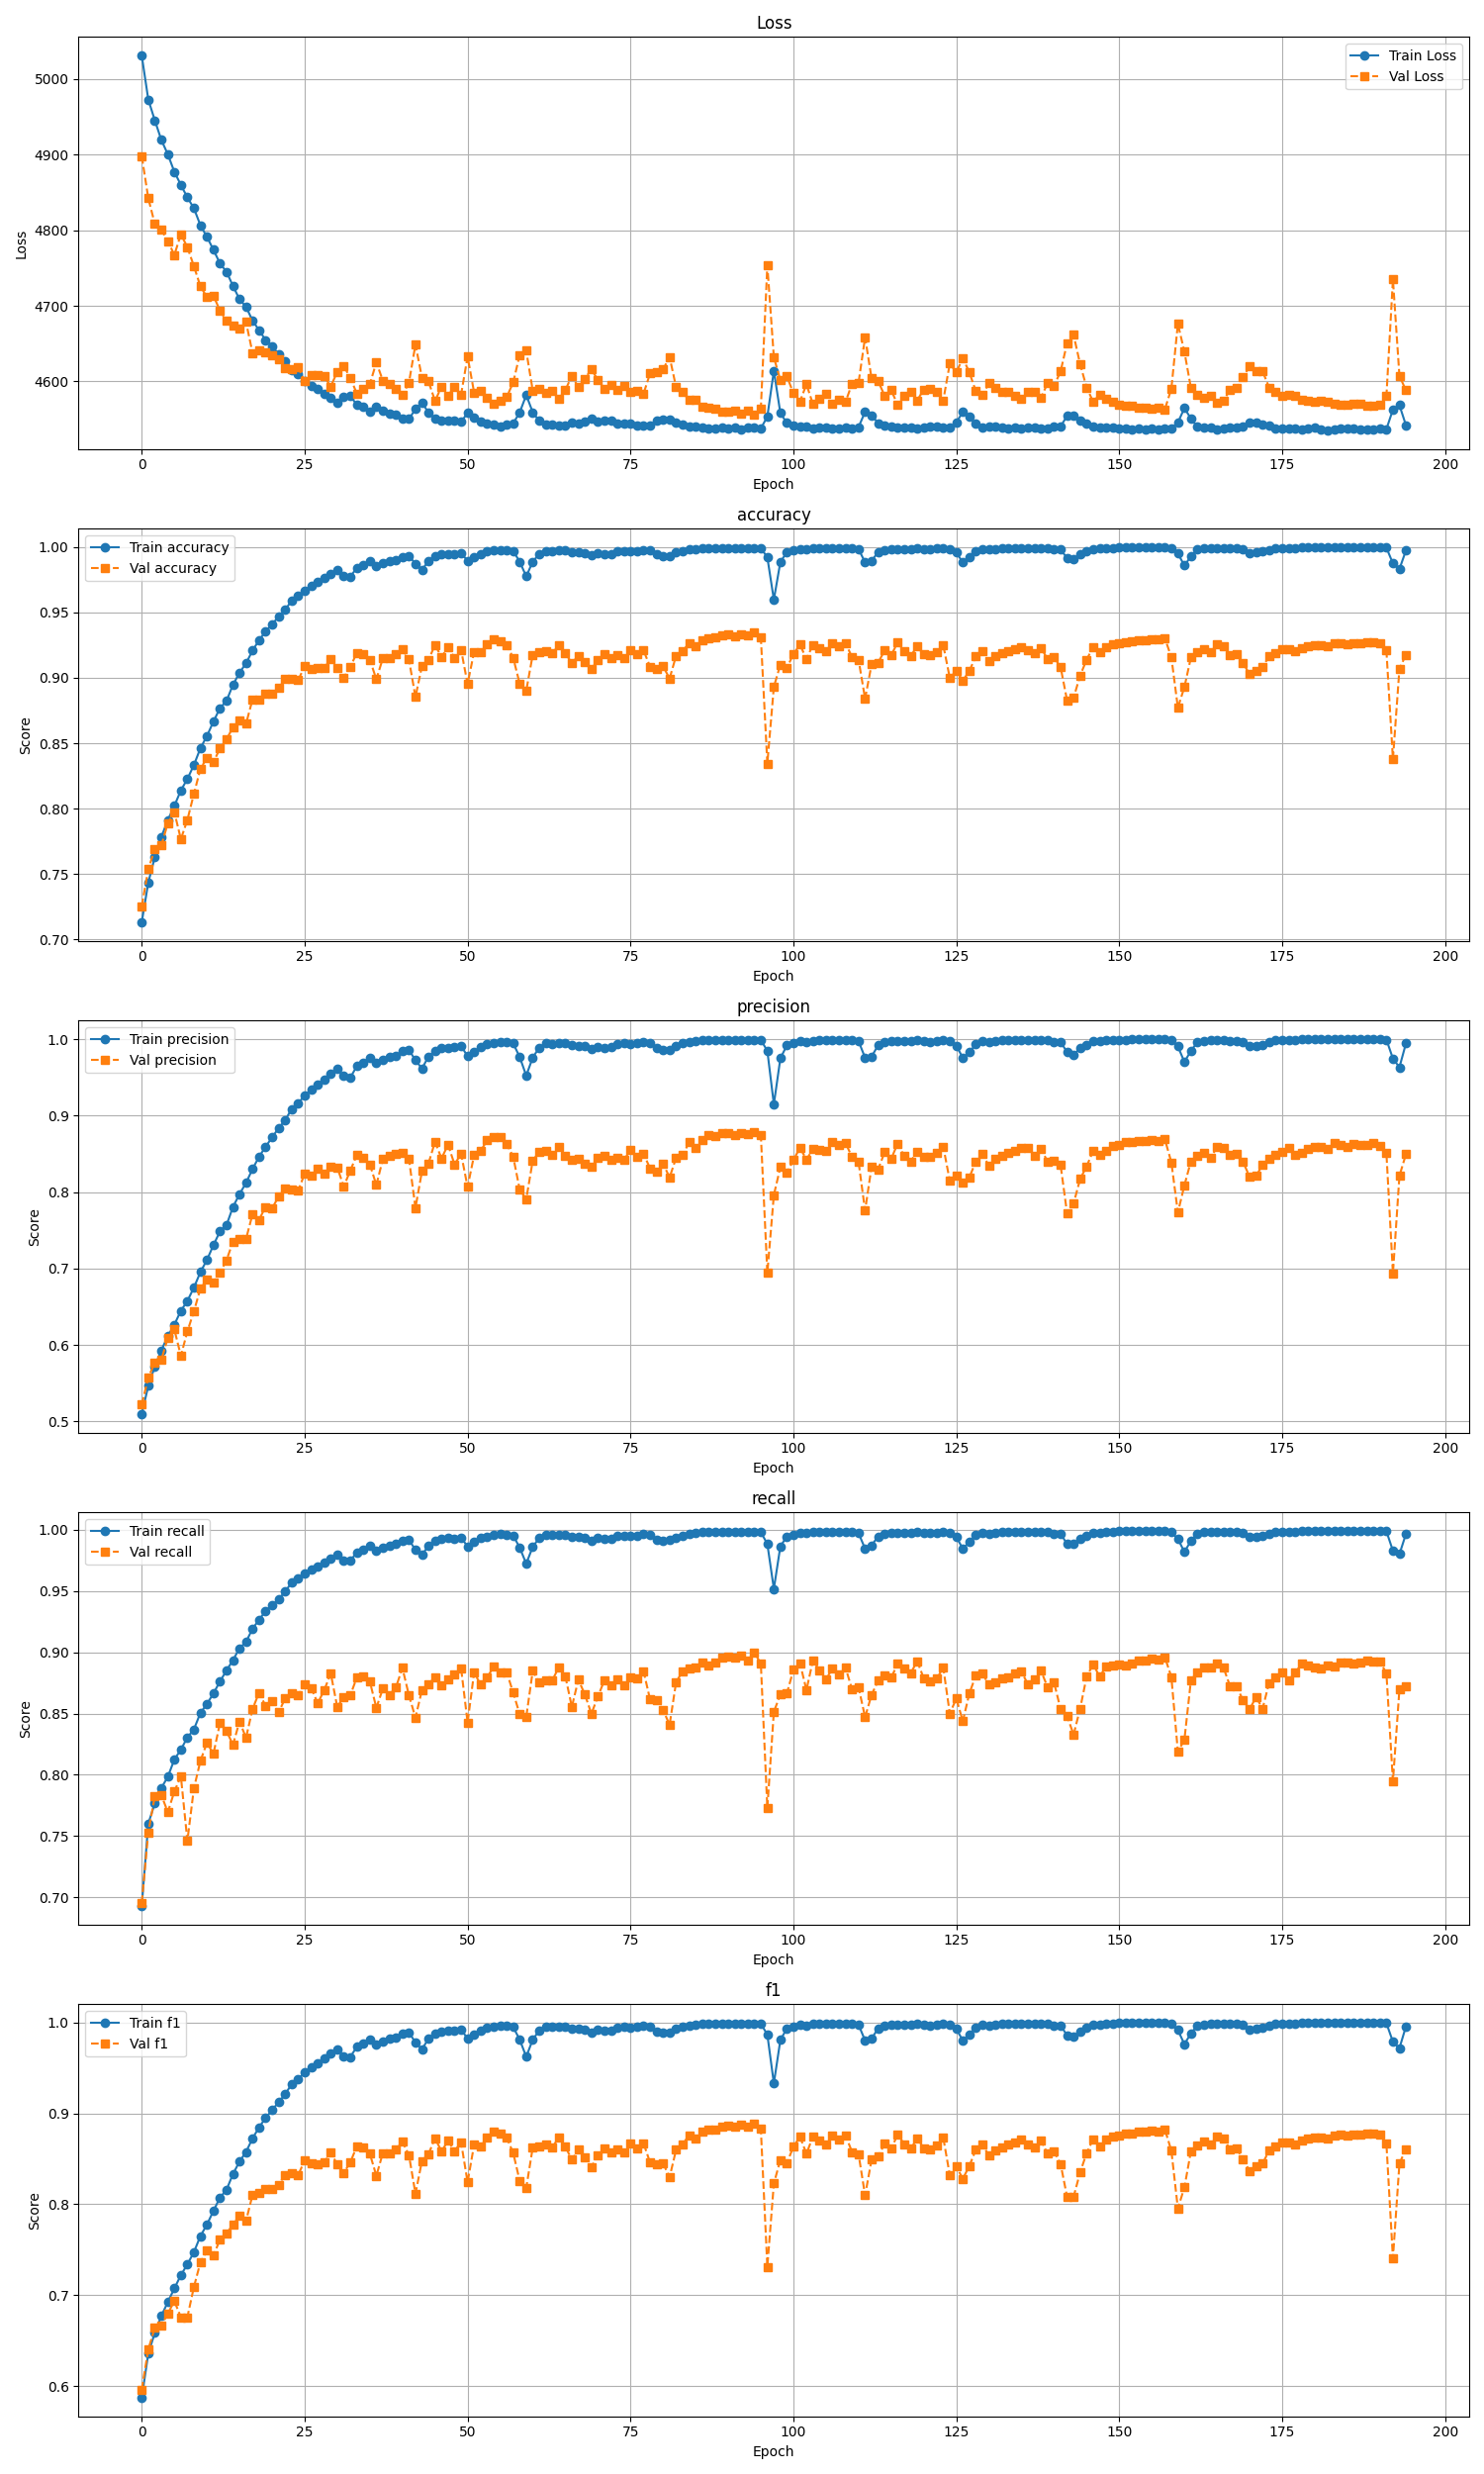 Loss
Train Loss
Val Loss
5000
4900
4800
4700
4600
Loss
0 25 50 75 100 125 150 175 200
Epoch
accuracy
Train accuracy
Val accuracy
1.00
0.95
0.90
0.85
0.80
0.75
0.70
Score
0 25 50 75 100 125 150 175 200
Epoch
precision
Train precision
Val precision
1.0
0.9
0.8
0.7
0.6
0.5
Score
0 25 50 75 100 125 150 175 200
Epoch
recall
Train recall
Val recall
1.00
0.95
0.90
0.85
0.80
0.75
0.70
Score
0 25 50 75 100 125 150 175 200
Epoch
f1
Train f1
Val f1
1.0
0.9
0.8
0.7
0.6
Score
0 25 50 75 100 125 150 175 200
Epoch